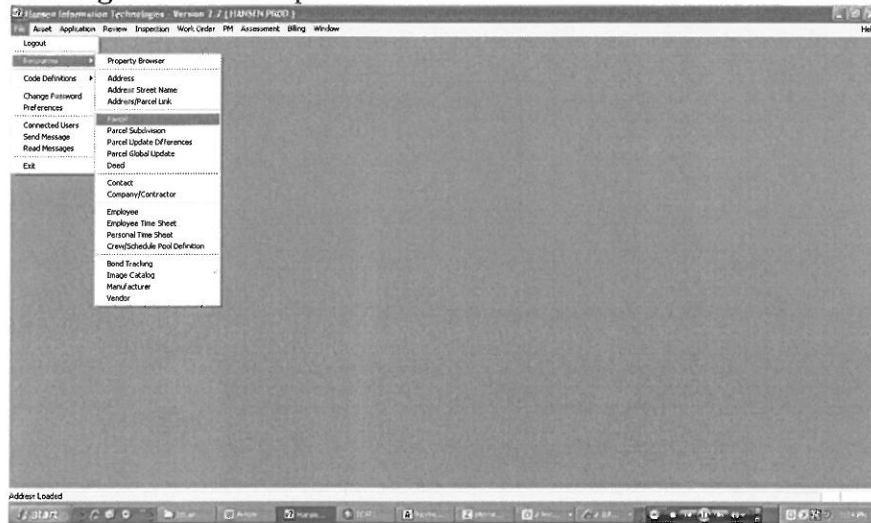 Hansen Information Technologies - Version 7.7 ( HANSEN PROD )
File Asset Application Review Inspection Work Order PM Assessment Billing Window
Logout
Resources
Code Definitions
Change Password
Preferences
Connected Users
Send Message
Read Messages
Exit
Property Browser
Address
Address Street Name
Address/Parcel Link
Parcel
Parcel Subdivision
Parcel Update Differences
Parcel Global Update
Deed
Contact
Company/Contractor
Employee
Employee Time Sheet
Personal Time Sheet
Crew/Schedule Pool Definition
Bond Tracking
Image Catalog
Manufacturer
Vendor
Address Loaded
start